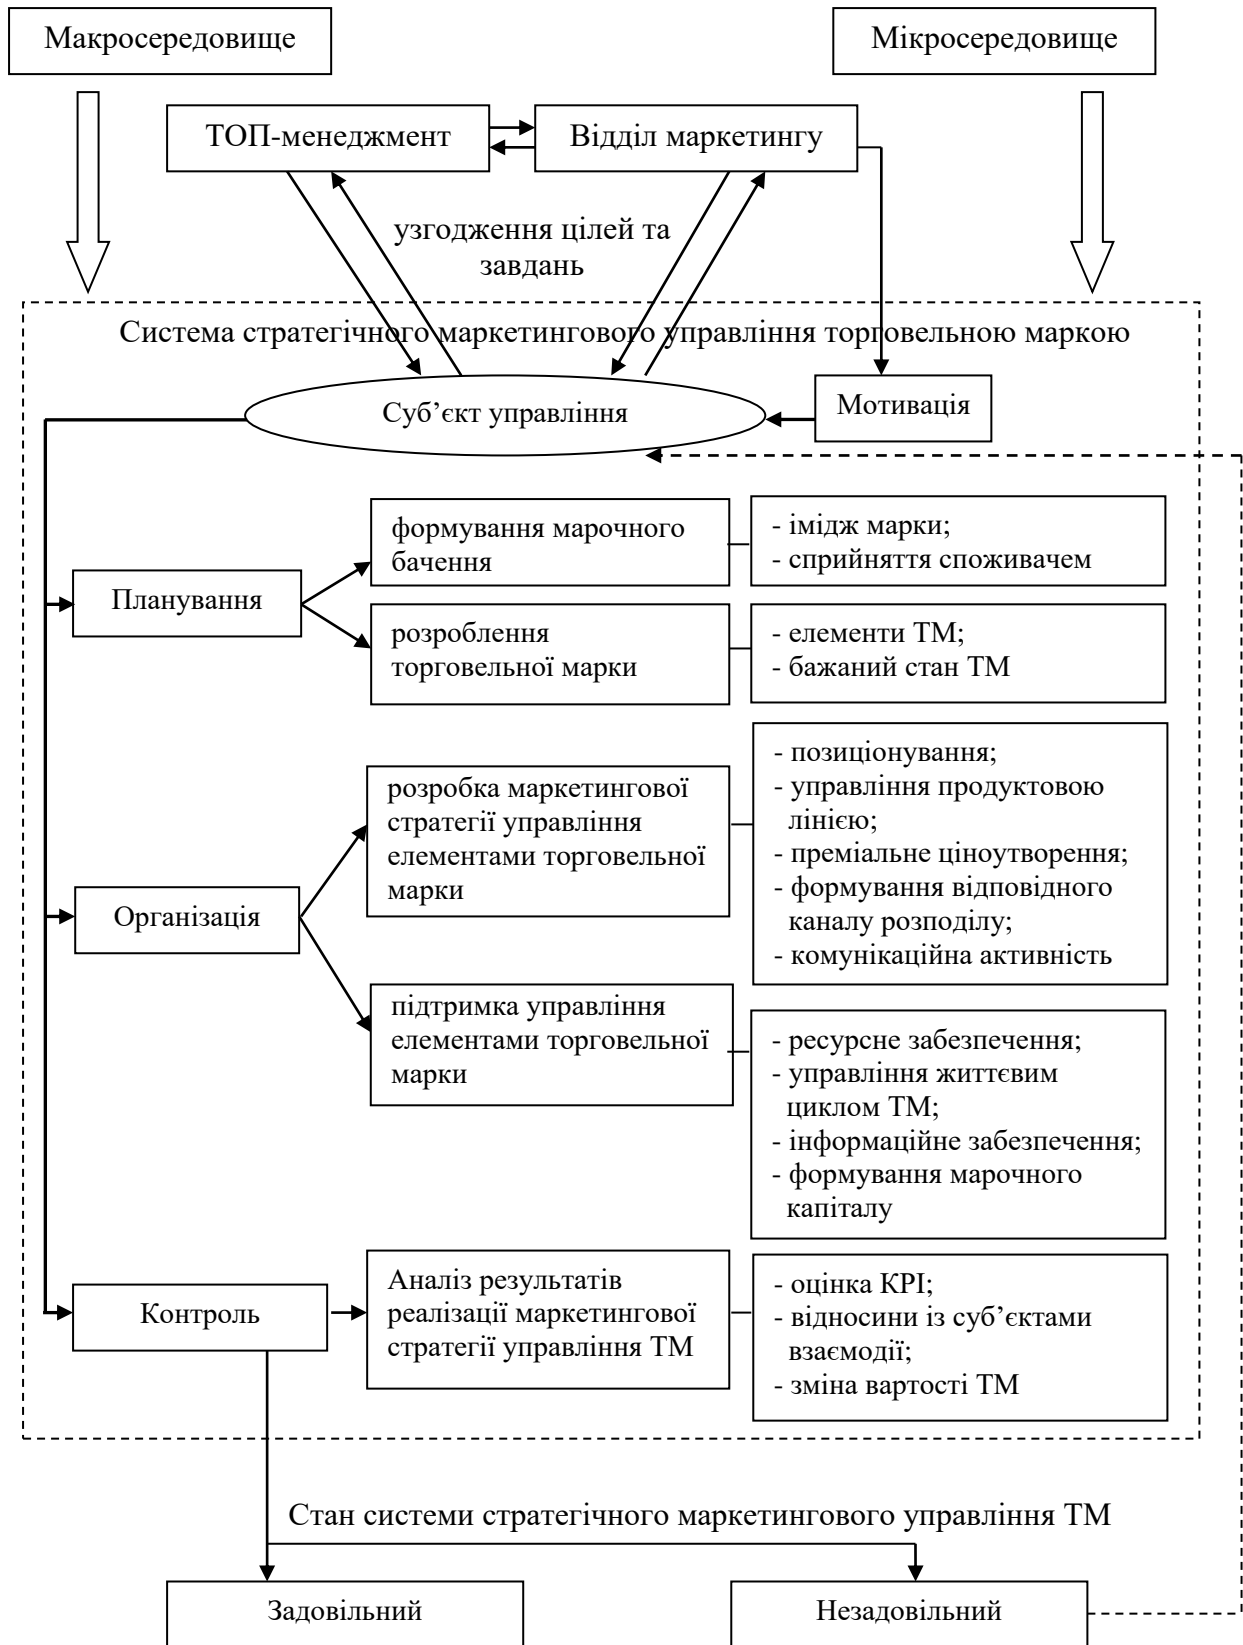 Макросередовище
Мікросередовище
ТОП-менеджмент
Відділ маркетингу
узгодження цілей та
завдань
Система стратегічного маркетингового управління торговельною маркою
Суб’єкт управління
Мотивація
формування марочного
бачення
- імідж марки;
- сприйняття споживачем
Планування
розроблення
торговельної марки
- елементи ТМ;
- бажаний стан ТМ
розробка маркетингової
стратегії управління
елементами торговельної
марки
- позиціонування;
- управління продуктовою
лінією;
- преміальне ціноутворення;
- формування відповідного
каналу розподілу;
- комунікаційна активність
Організація
підтримка управління
елементами торговельної
марки
- ресурсне забезпечення;
- управління життєвим
циклом ТМ;
- інформаційне забезпечення;
- формування марочного
капіталу
Контроль
Аналіз результатів
реалізації маркетингової
стратегії управління ТМ
- оцінка KPI;
- відносини із суб’єктами
взаємодії;
- зміна вартості ТМ
Стан системи стратегічного маркетингового управління ТМ
Задовільний
Незадовільний